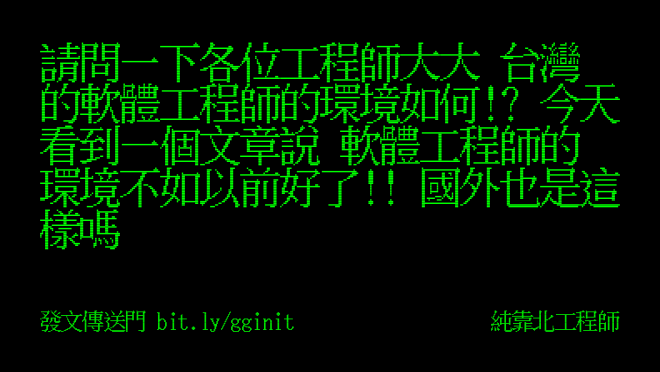 請問一下各位工程師大大 台灣
的軟體工程師的環境如何!? 今天
看到一個文章說 軟體工程師的
環境不如以前好了!! 國外也是這
樣嗎
發文傳送門 bit.ly/gginit
純靠北工程師